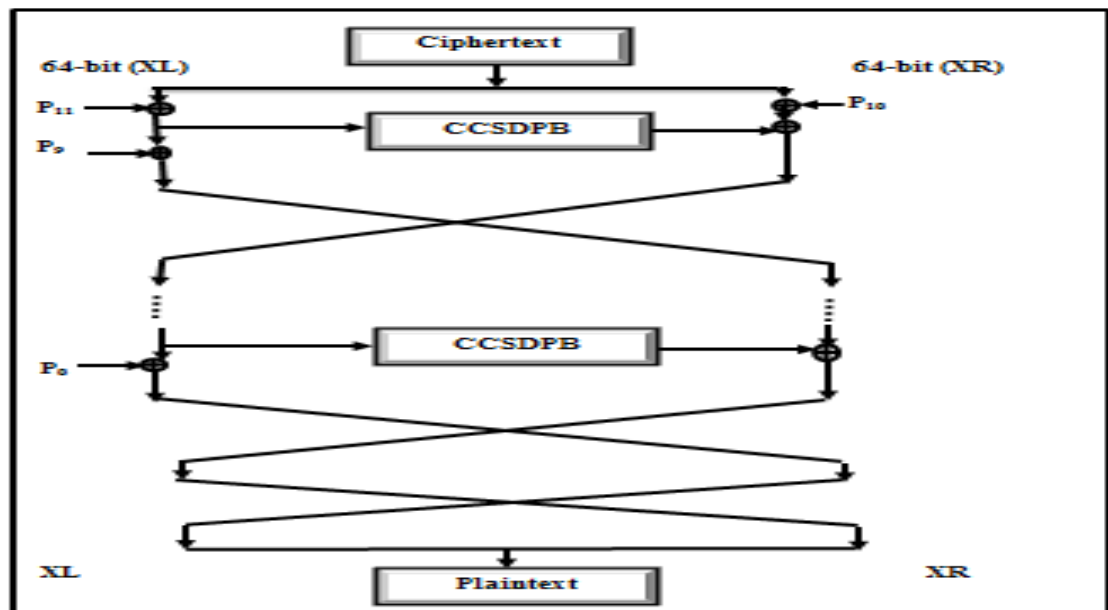 Ciphertext
64-bit (XL)
64-bit (XR)
P₁₁
P₁₀
CCSDPB
P₉
CCSDPB
P₀
XL
XR
Plaintext